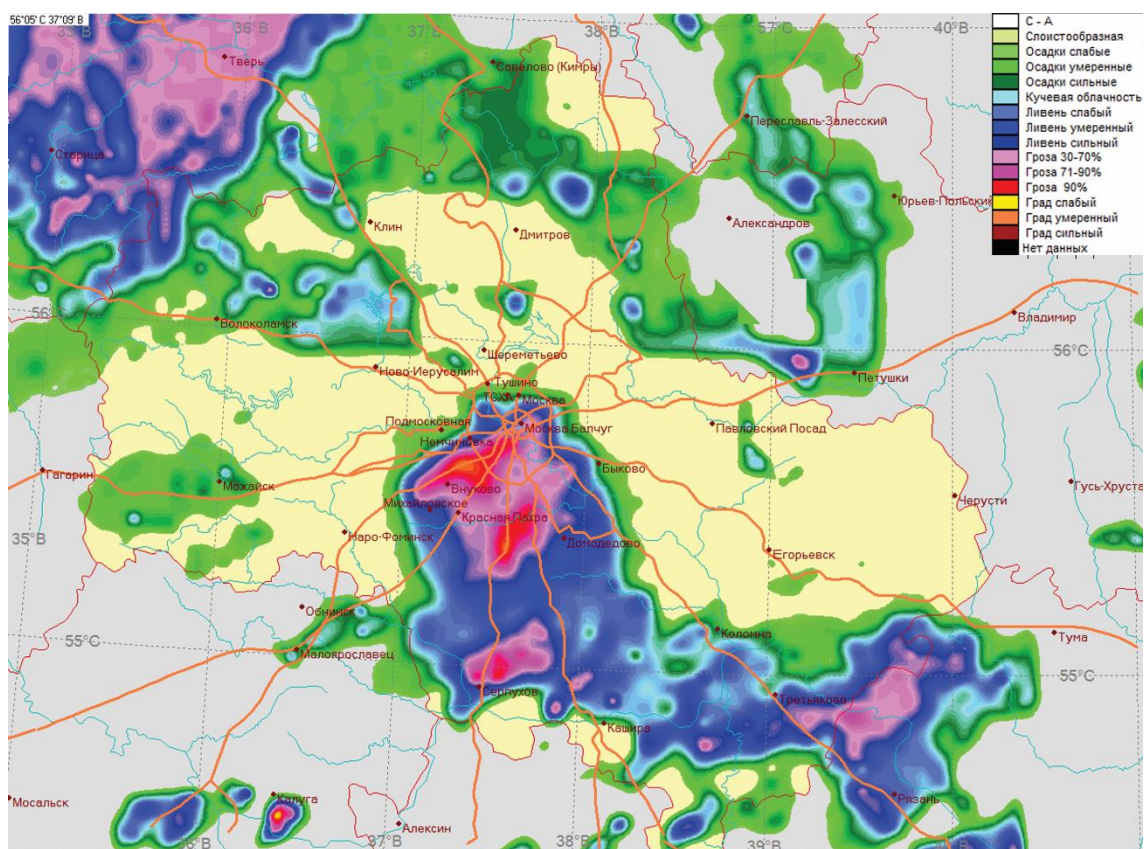 56°05' С 37°09' В
35°В
36°В
37°В
38°В
57°С
40°В
С - А
Слоистообразная
Осадки слабые
Осадки умеренные
Осадки сильные
Кучевая облачность
Ливень слабый
Ливень умеренный
Ливень сильный
Гроза 30-70%
Гроза 71-90%
Гроза 90%
Град слабый
Град умеренный
Град сильный
Нет данных
Тверь
Савелово (Кимры)
Переславль-Залесский
Старица
Юрьев-Польский
Клин
Дмитров
Александров
56°С
Волоколамск
Владимир
Шереметьево
56°С
Ново-Иерусалим
Петушки
Тушино
ТСХА
Москва
Подмосковная
Москва Балчуг
Павловский Посад
Немчиновка
Гагарин
Можайск
Быково
Внуково
Черусти
Гусь-Хруста
Михайловское
Красная Пахра
35°В
Наро-Фоминск
Домодедово
Егорьевск
Обнинск
55°С
Коломна
Тума
Малоярославец
55°С
Серпухов
Третьяково
Кашира
Мосальск
Калуга
Рязань
Алексин
37°В
38°В
39°В